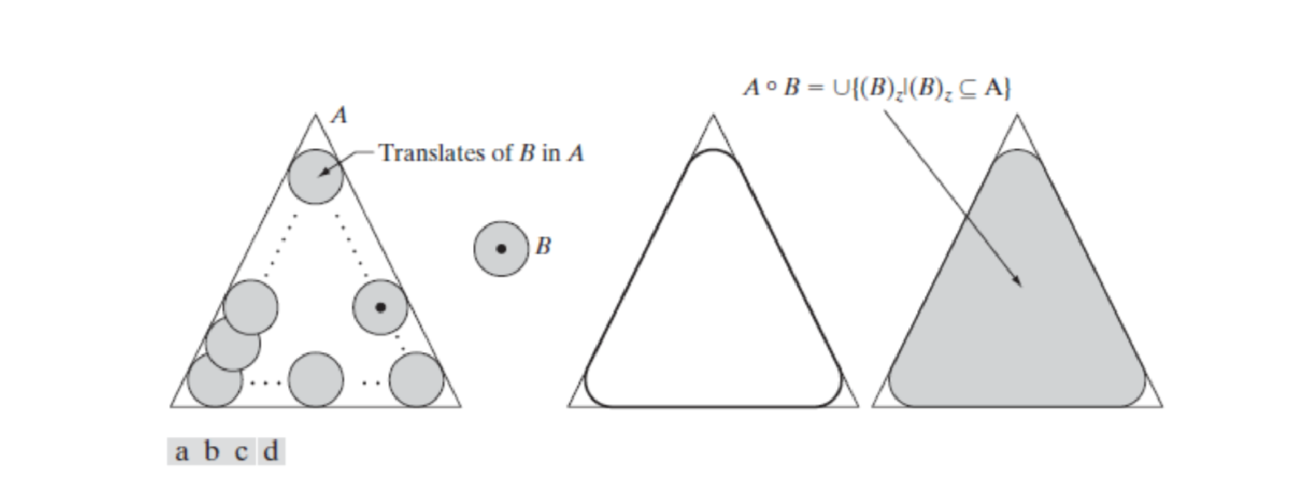 A ∘ B = ∪{(B)z|(B)z ⊆ A}
A
Translates of B in A
B
a b c d